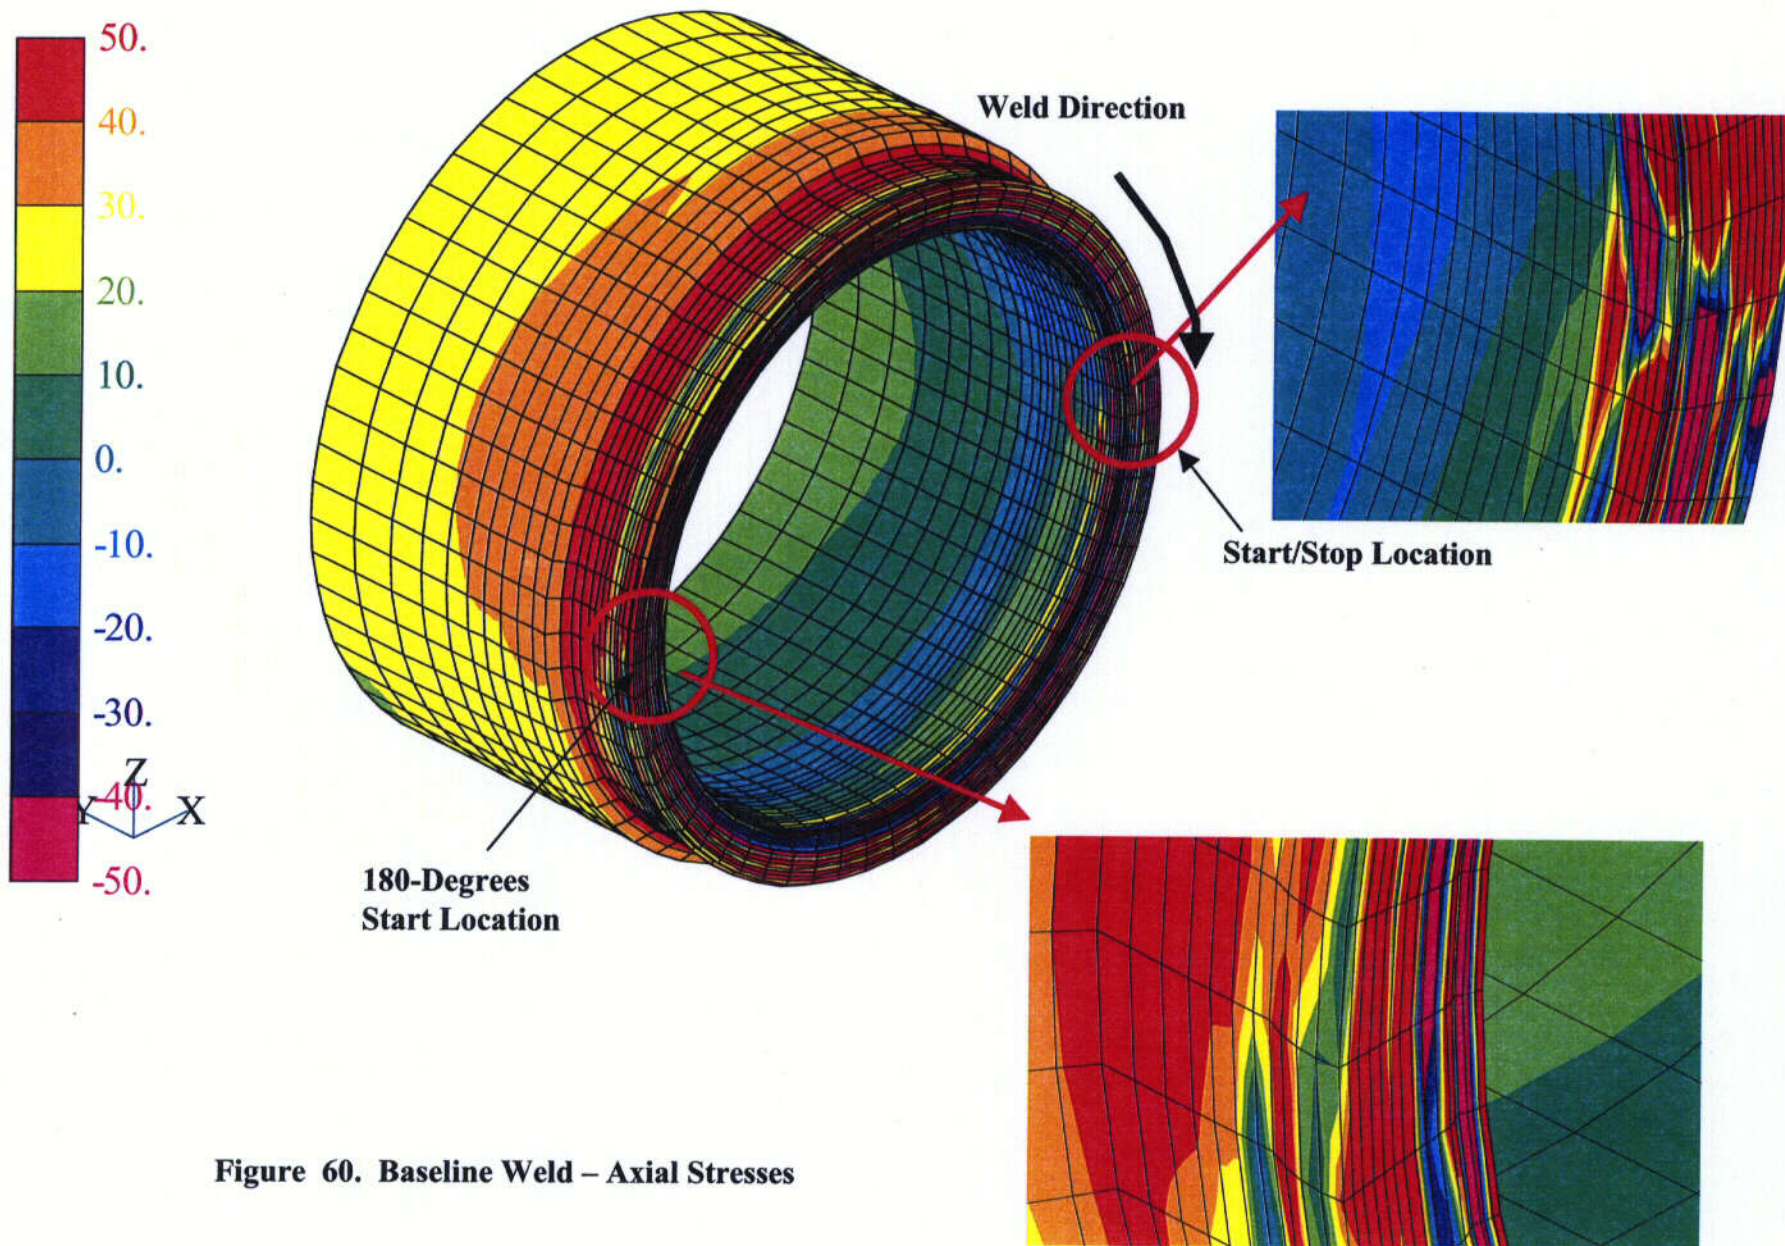 50.
40.
30.
20.
10.
0.
-10.
-20.
-30.
-40.
-50.
Z
Y
X
Weld Direction
Start/Stop Location
180-Degrees
Start Location
Figure 60. Baseline Weld – Axial Stresses